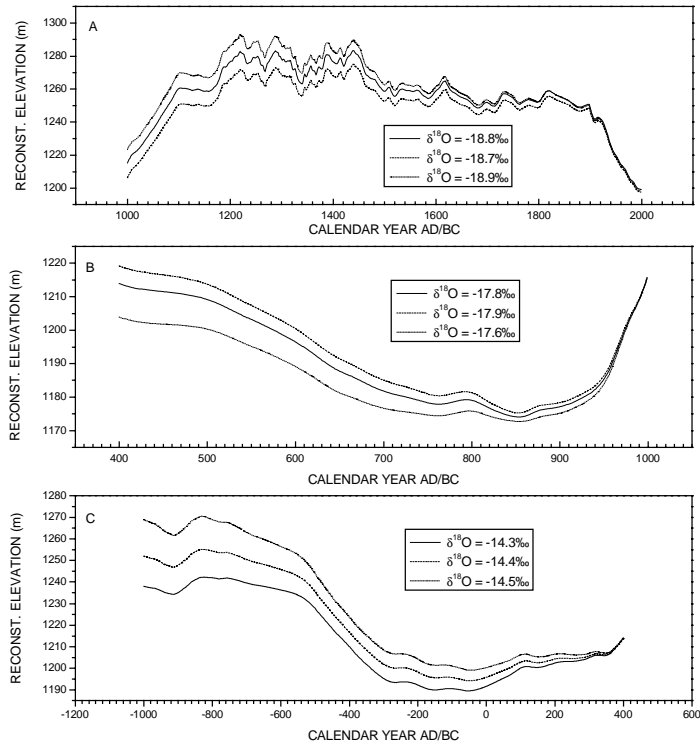 A
RECONST. ELEVATION (m)
1300
1280
1260
1240
1220
1200
δ¹⁸O = -18.8‰
δ¹⁸O = -18.7‰
δ¹⁸O = -18.9‰
1000 1200 1400 1600 1800 2000
CALENDAR YEAR AD/BC
B
RECONST. ELEVATION (m)
1220
1210
1200
1190
1180
1170
δ¹⁸O = -17.8‰
δ¹⁸O = -17.9‰
δ¹⁸O = -17.6‰
400 500 600 700 800 900 1000
CALENDAR YEAR AD/BC
C
RECONST. ELEVATION (m)
1280
1270
1260
1250
1240
1230
1220
1210
1200
1190
δ¹⁸O = -14.3‰
δ¹⁸O = -14.4‰
δ¹⁸O = -14.5‰
-1200 -1000 -800 -600 -400 -200 0 200 400 600
CALENDAR YEAR AD/BC